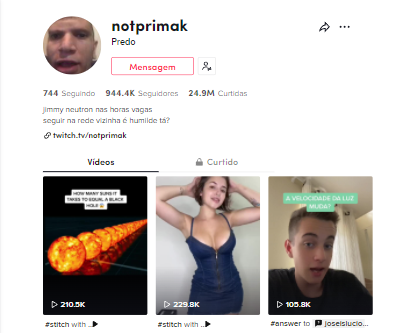 notprimak
Predo
Mensagem
744 Seguindo 944.4K Seguidores 24.9M Curtidas
jimmy neutron nas horas vagas
seguir na rede vizinha é humilde tá?
twitch.tv/notprimak
Vídeos
Curtido
HOW MANY SUNS IT
TAKES TO EQUAL A BLACK
HOLE
210.5K
229.8K
A VELOCIDADE DA LUZ
MUDA?
105.8K
#stitch with ..
#stitch with ..
#answer to joseislucio...